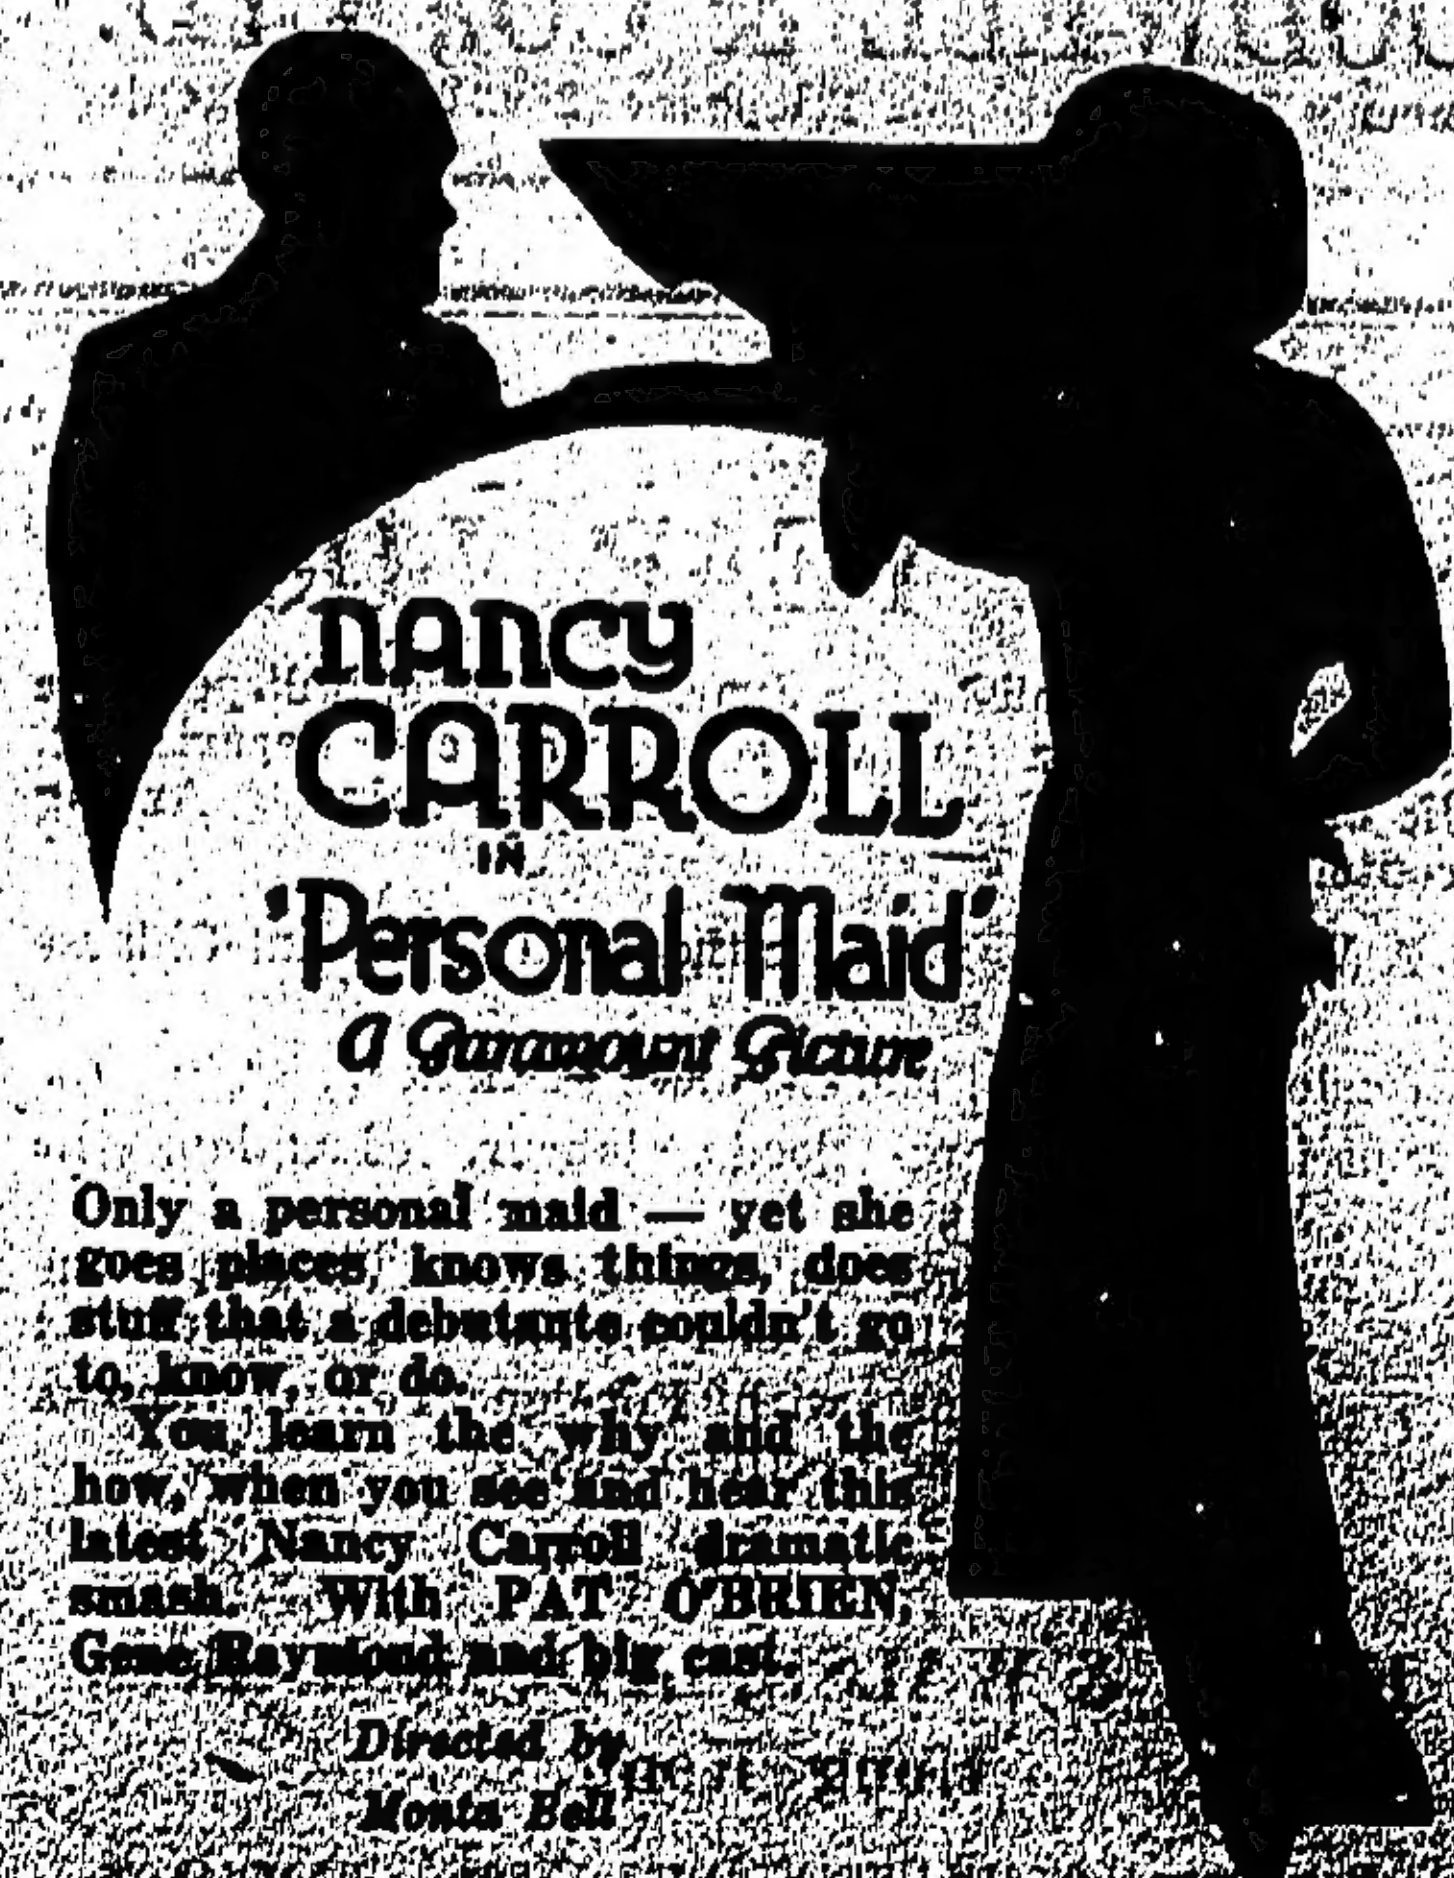 NANCY
CARROLL
IN
"Personal Maid"
A Paramount Picture
Only a personal maid — yet she
goes places, knows things, does
stuff that a debutante couldn't go
to, know, or do.
You learn the why and the
how, when you see and hear this
latest Nancy Carroll dramatic
smash. With PAT O'BRIEN,
Gene Raymond and big cast.
Directed by
Monta Bell